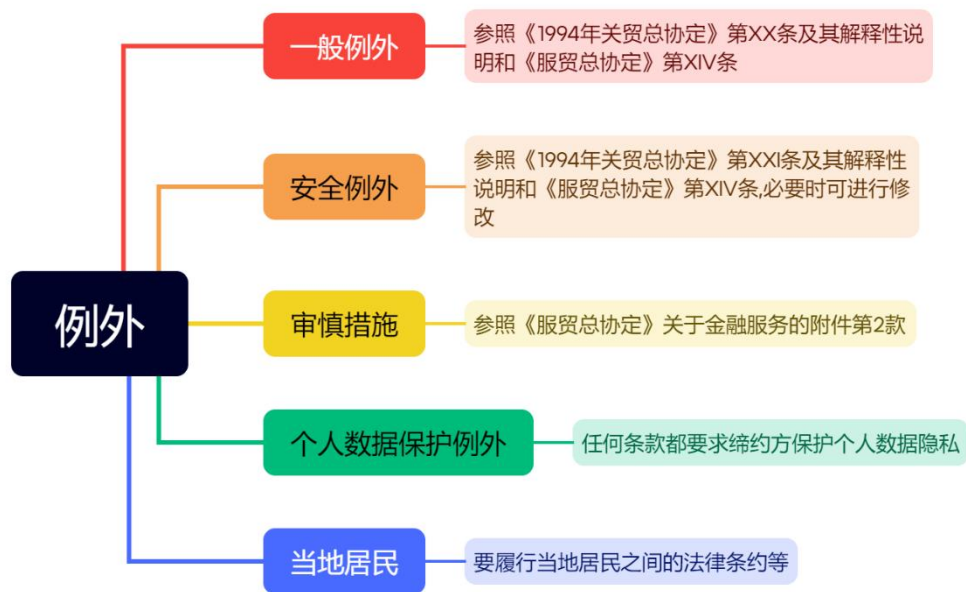 例外
一般例外
参照《1994年关贸总协定》第XX条及其解释性说
明和《服贸总协定》第XIV条
安全例外
参照《1994年关贸总协定》第XXI条及其解释性
说明和《服贸总协定》第XIV条,必要时可进行修
改
审慎措施
参照《服贸总协定》关于金融服务的附件第2款
个人数据保护例外
任何条款都要求缔约方保护个人数据隐私
当地居民
要履行当地居民之间的法律条约等